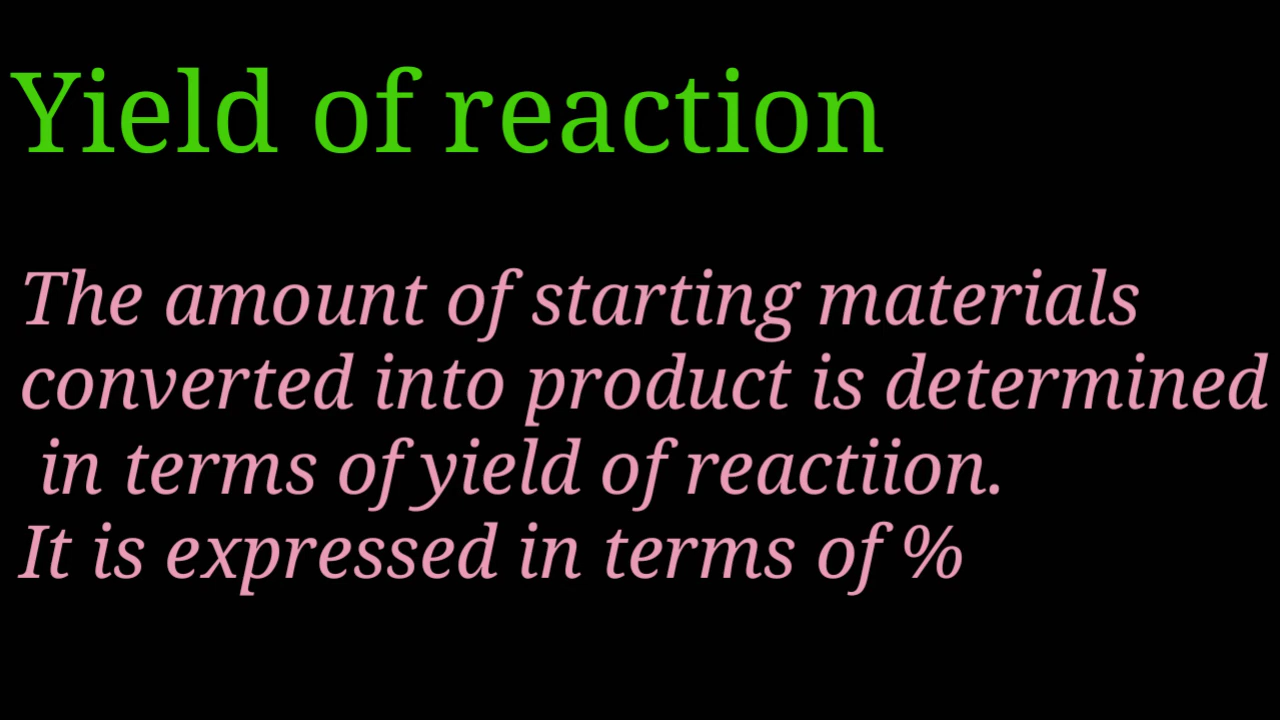 Yield of reaction
The amount of starting materials
converted into product is determined
in terms of yield of reactiion.
It is expressed in terms of %